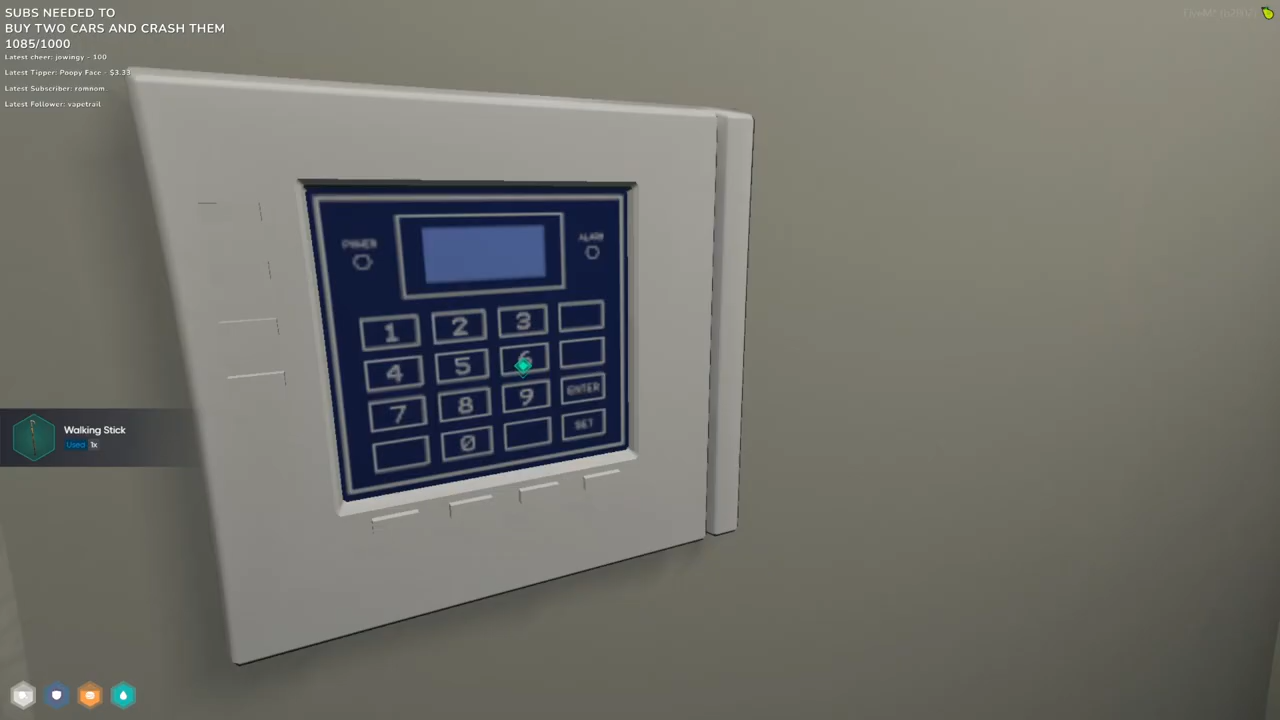 SUBS NEEDED TO
BUY TWO CARS AND CRASH THEM
1085/1000
Latest cheer: jowingy - 100
Latest Tipper: Poopy Face - $3.33
Latest Subscriber: romnom
Latest Follower: vapetrail
POWER
ALARM
1 2 3
4 5 6
7 8 9 ENTER
0 SET
Walking Stick
Used 1x